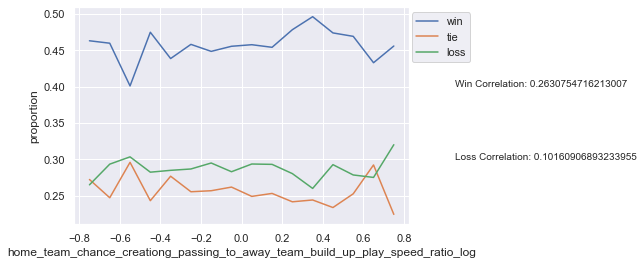 0.50
0.45
0.40
0.35
0.30
0.25
proportion
−0.8 −0.6 −0.4 −0.2 0.0 0.2 0.4 0.6 0.8
home_team_chance_creationg_passing_to_away_team_build_up_play_speed_ratio_log
win
tie
loss
Win Correlation: 0.2630754716213007
Loss Correlation: 0.10160906893233955